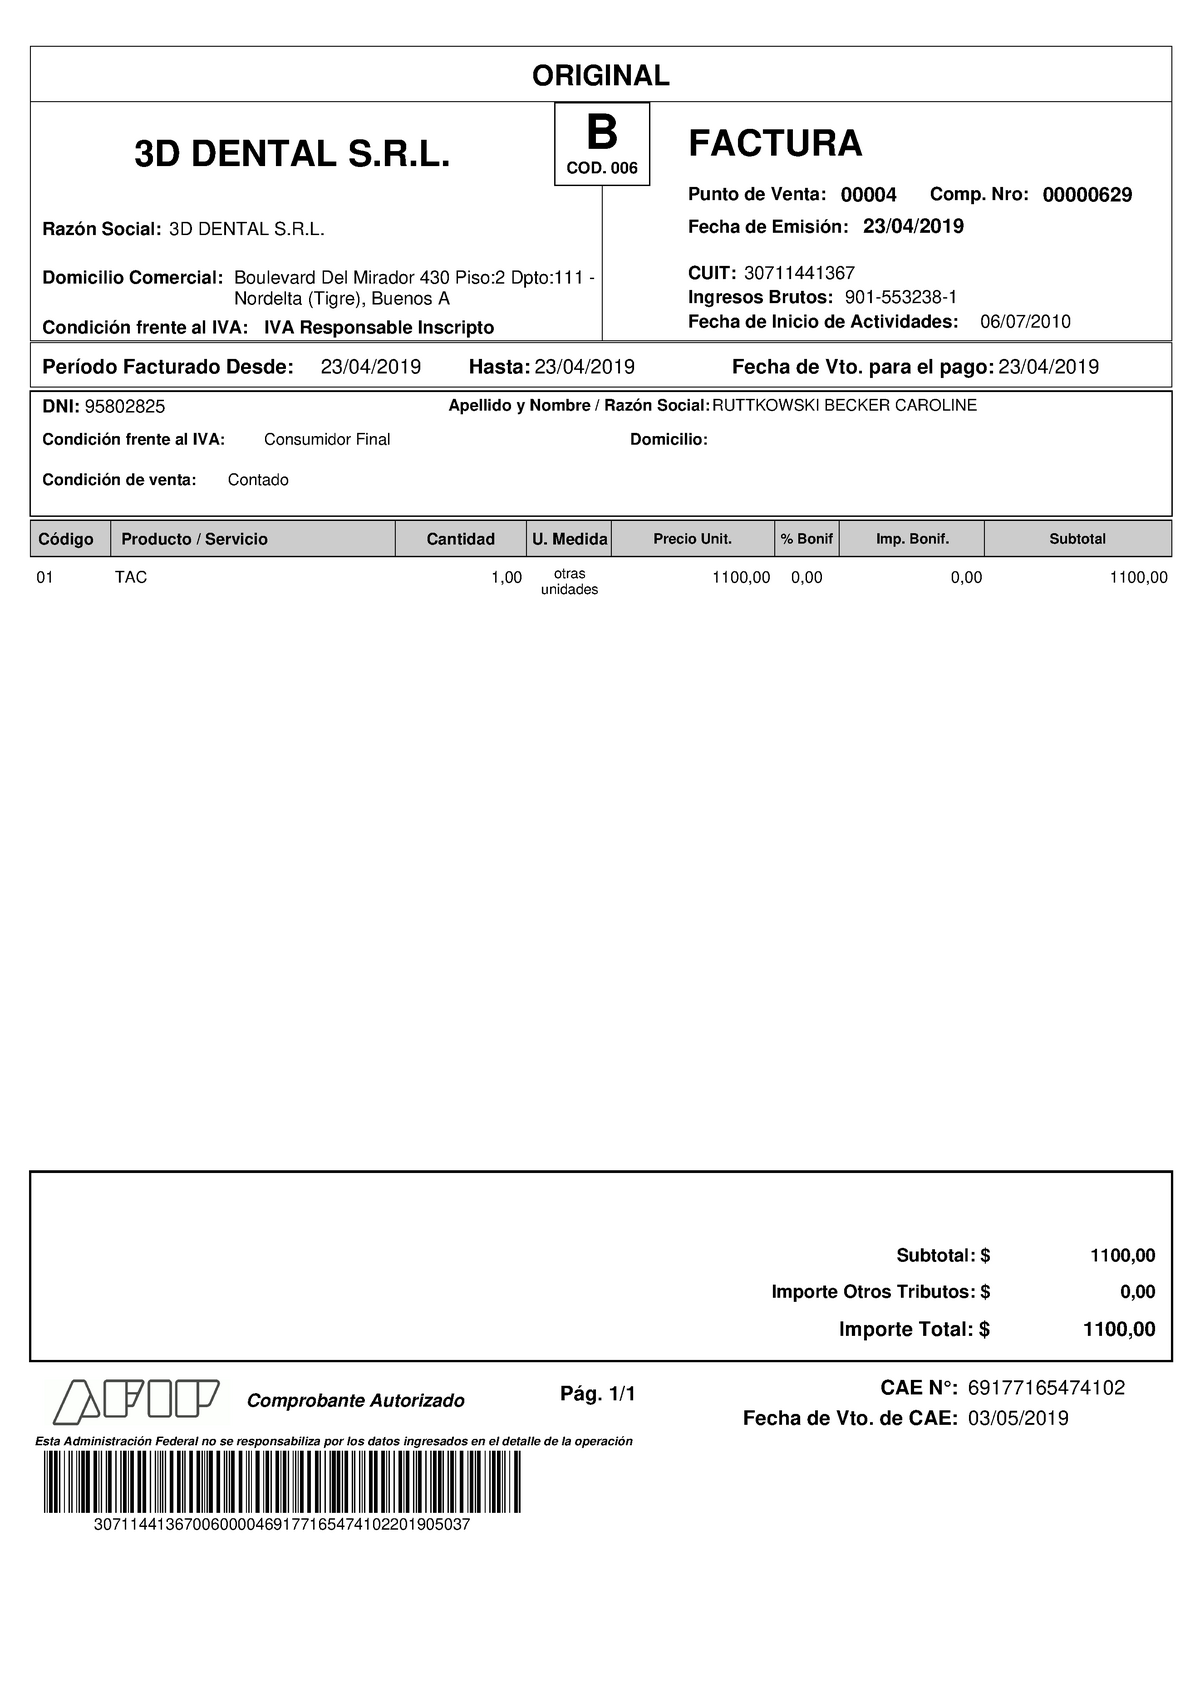 ORIGINAL
3D DENTAL S.R.L.
B
COD. 006
FACTURA
Punto de Venta: 00004 Comp. Nro: 00000629
Razón Social: 3D DENTAL S.R.L.
Fecha de Emisión: 23/04/2019
Domicilio Comercial: Boulevard Del Mirador 430 Piso:2 Dpto:111 -
Nordelta (Tigre), Buenos A
Condición frente al IVA: IVA Responsable Inscripto
CUIT: 30711441367
Ingresos Brutos: 901-553238-1
Fecha de Inicio de Actividades: 06/07/2010
Período Facturado Desde: 23/04/2019 Hasta: 23/04/2019 Fecha de Vto. para el pago: 23/04/2019
DNI: 95802825 Apellido y Nombre / Razón Social: RUTTKOWSKI BECKER CAROLINE
Condición frente al IVA: Consumidor Final Domicilio:
Condición de venta: Contado
Código Producto / Servicio Cantidad U. Medida Precio Unit. % Bonif Imp. Bonif. Subtotal
01 TAC 1,00 otras unidades 1100,00 0,00 0,00 1100,00
Subtotal: $ 1100,00
Importe Otros Tributos: $ 0,00
Importe Total: $ 1100,00
AFIP Comprobante Autorizado Pág. 1/1
CAE N°: 69177165474102
Fecha de Vto. de CAE: 03/05/2019
Esta Administración Federal no se responsabiliza por los datos ingresados en el detalle de la operación
3071144136700600004691771654741022019​05037